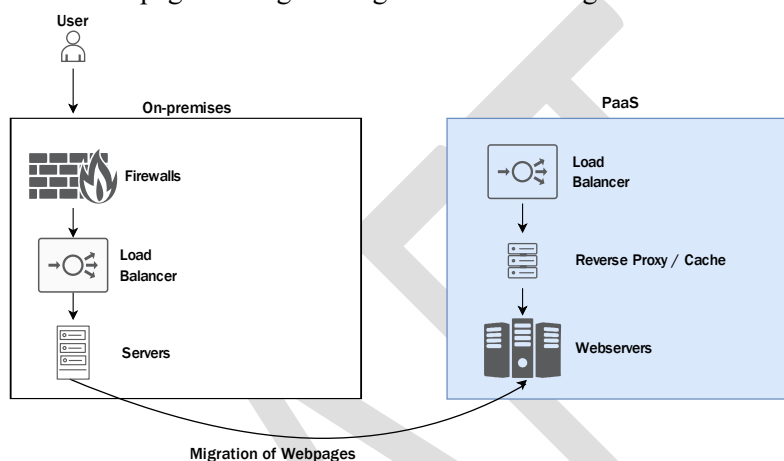 User
On-premises
PaaS
Firewalls
Load
Balancer
Load
Balancer
Reverse Proxy / Cache
Servers
Webservers
Migration of Webpages